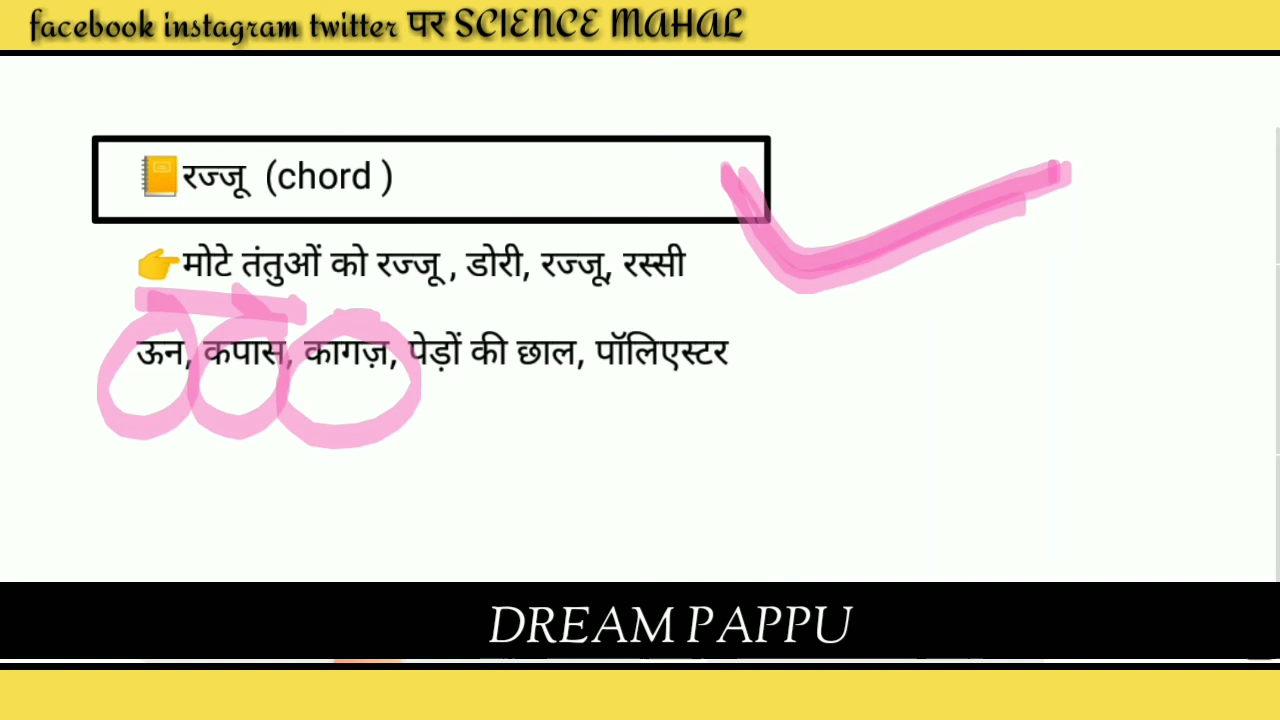 facebook instagram twitter पर SCIENCE MAHAL
📒रज्जू (chord )
👉मोटे तंतुओं को रज्जू , डोरी, रज्जू, रस्सी
ऊन, कपास, कागज़, पेड़ों की छाल, पॉलिएस्टर
DREAM PAPPU